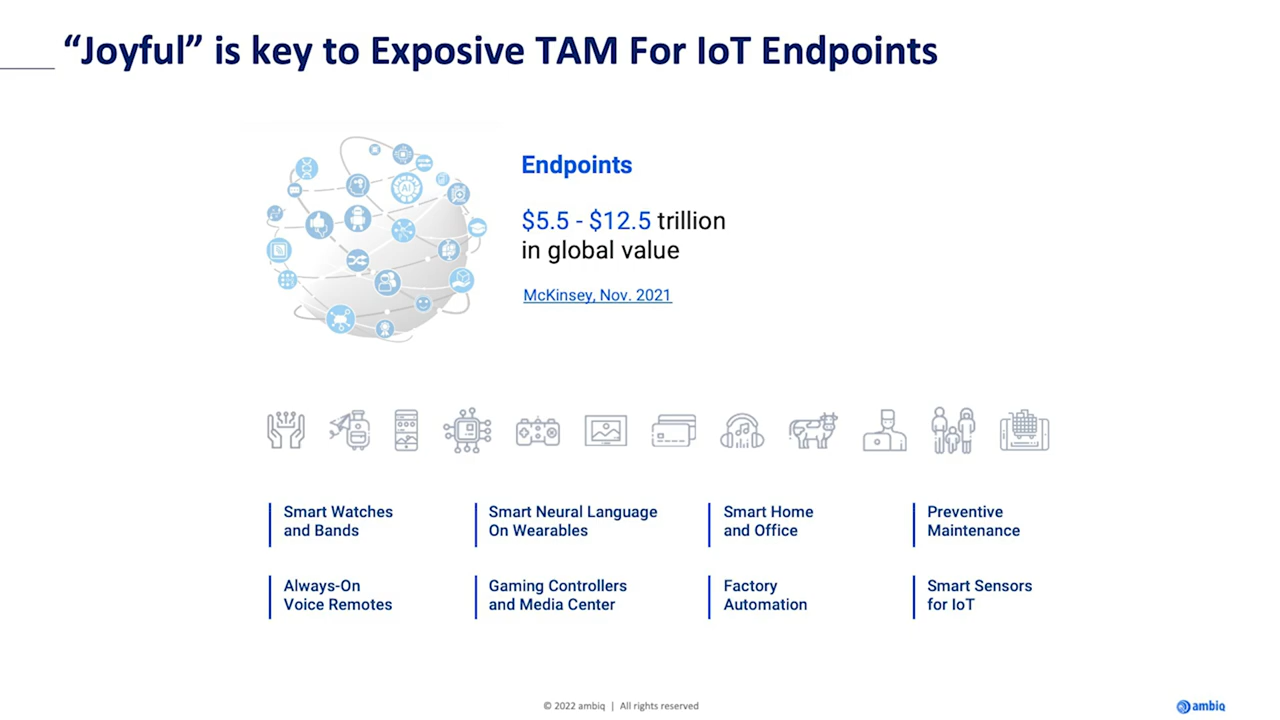 “Joyful” is key to Exposive TAM For IoT Endpoints
AI
Endpoints
$5.5 - $12.5 trillion
in global value
McKinsey, Nov. 2021
Smart Watches
and Bands
Smart Neural Language
On Wearables
Smart Home
and Office
Preventive
Maintenance
Always-On
Voice Remotes
Gaming Controllers
and Media Center
Factory
Automation
Smart Sensors
for IoT
© 2022 ambiq | All rights reserved
ambiq